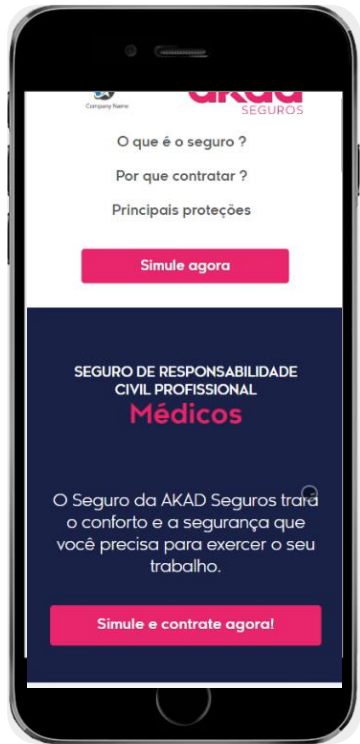 Company Name
akad
SEGUROS
O que é o seguro ?
Por que contratar ?
Principais proteções
Simule agora
SEGURO DE RESPONSABILIDADE
CIVIL PROFISSIONAL
Médicos
O Seguro da AKAD Seguros trará
o conforto e a segurança que
você precisa para exercer o seu
trabalho.
Simule e contrate agora!